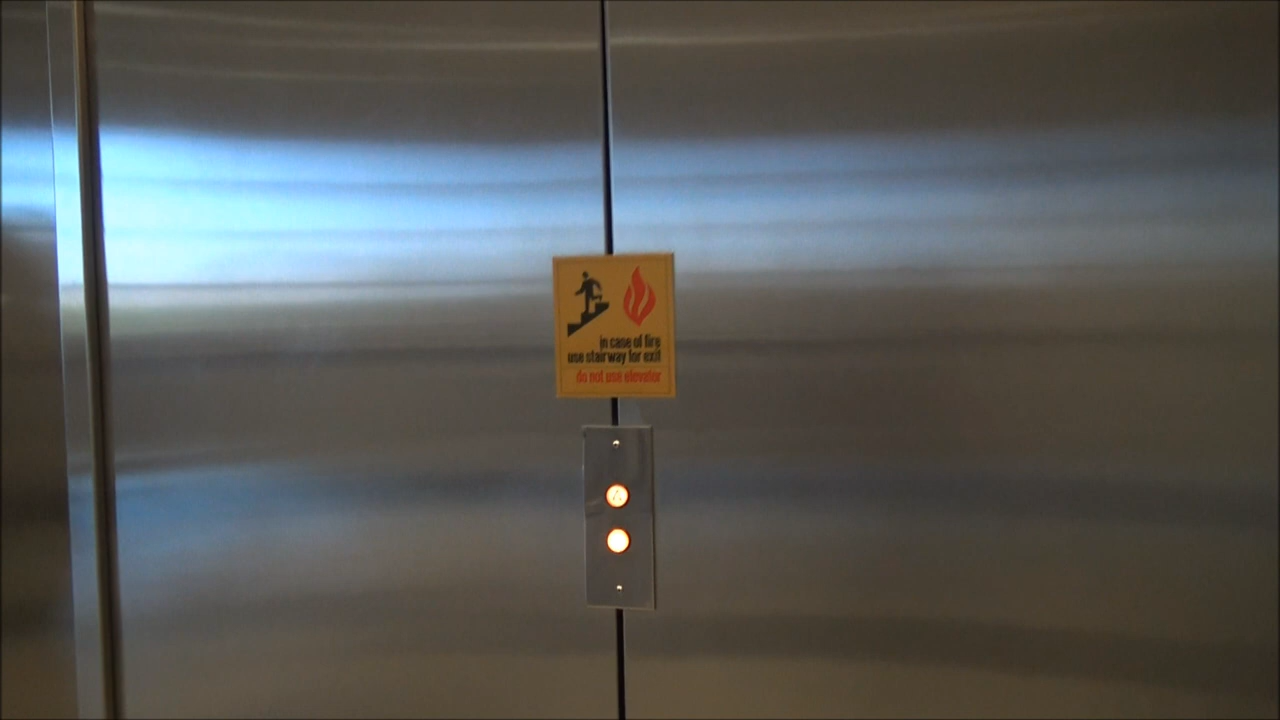 in case of fire
use stairway for exit
do not use elevator